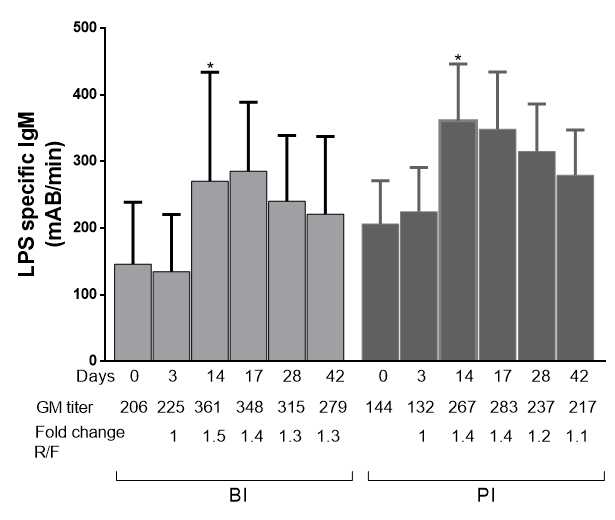 500
400
300
200
100
0
LPS specific IgM
(mAB/min)
*
*
Days 0 3 14 17 28 42 0 3 14 17 28 42
GM titer 206 225 361 348 315 279 144 132 267 283 237 217
Fold change 1 1.5 1.4 1.3 1.3 1 1.4 1.4 1.2 1.1
R/F
BI PI